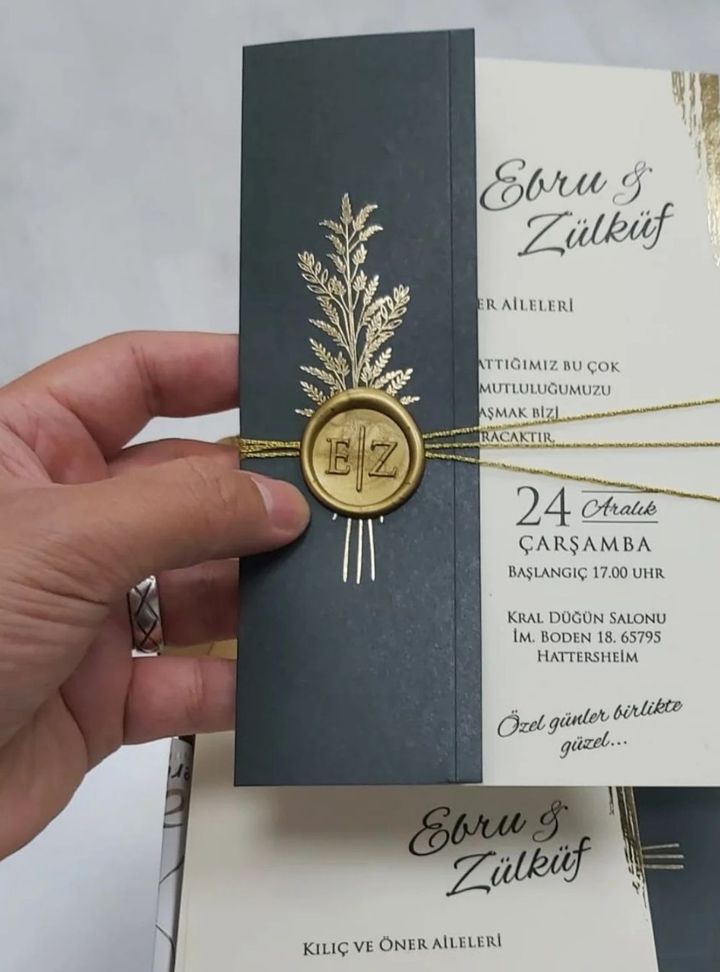 Ebru &
Zülküf
ER AİLELERİ
ATTIĞIMIZ BU ÇOK
MUTLULUĞUMUZU
AŞMAK BİZİ
RACAKTIR.
E|Z
24 Aralık
ÇARŞAMBA
BAŞLANGIÇ 17.00 UHR
KRAL DÜĞÜN SALONU
İM. BODEN 18. 65795
HATTERSHEİM
Özel günler birlikte
güzel...
Ebru &
Zülküf
KILIÇ VE ÖNER AİLELERİ